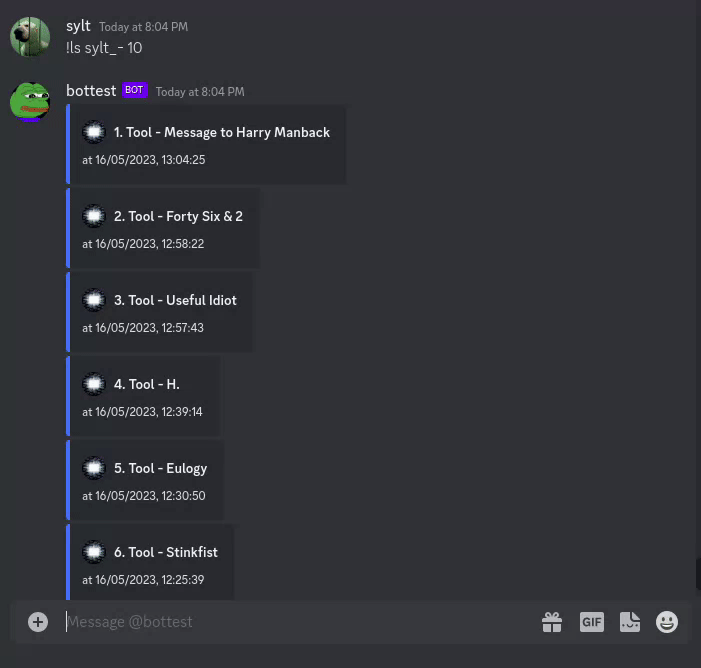 sylt Today at 8:04 PM
!ls sylt_- 10
bottest BOT Today at 8:04 PM
1. Tool - Message to Harry Manback
at 16/05/2023, 13:04:25
2. Tool - Forty Six & 2
at 16/05/2023, 12:58:22
3. Tool - Useful Idiot
at 16/05/2023, 12:57:43
4. Tool - H.
at 16/05/2023, 12:39:14
5. Tool - Eulogy
at 16/05/2023, 12:30:50
6. Tool - Stinkfist
at 16/05/2023, 12:25:39
Message @bottest
GIF